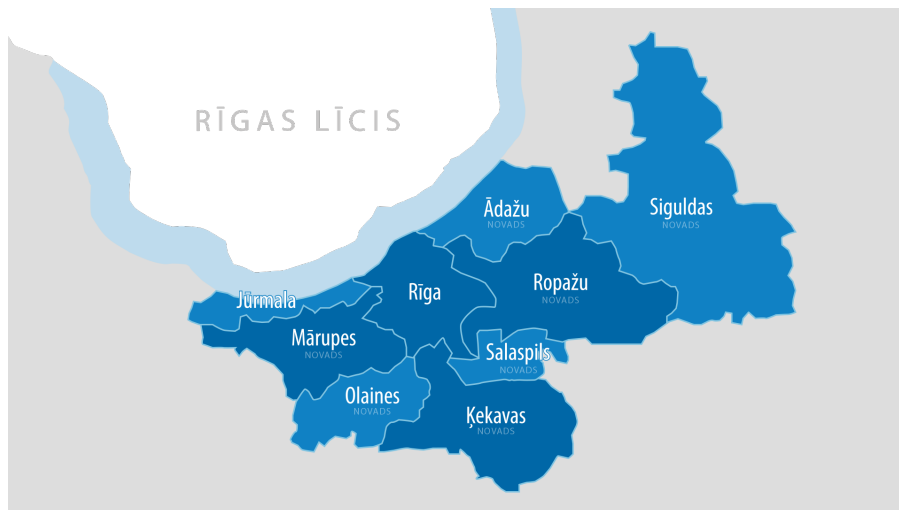 RĪGAS LĪCIS
Siguldas
NOVADS
Ādažu
NOVADS
Ropažu
NOVADS
Rīga
Jūrmala
Mārupes
NOVADS
Salaspils
NOVADS
Olaines
NOVADS
Ķekavas
NOVADS